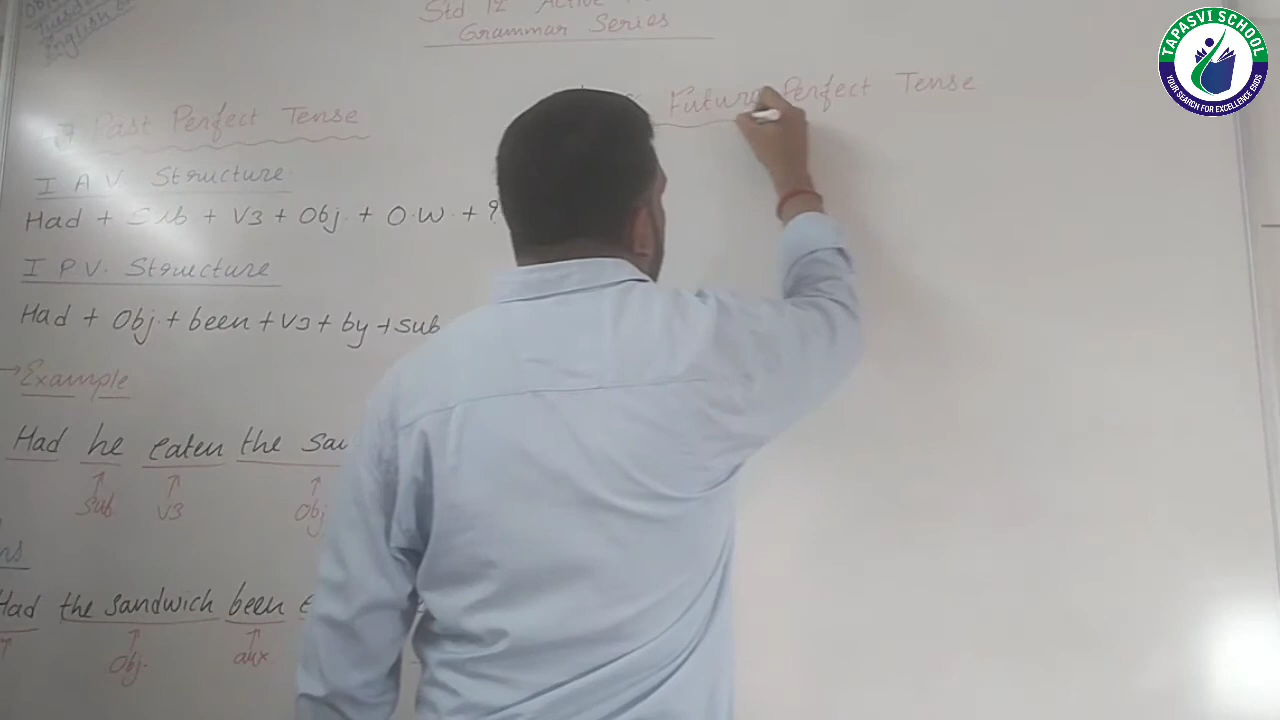 Std 12 Active
Grammar Series
English
Past Perfect Tense
I A.V. Structure
Had + Sub + V3 + Obj. + O.W. + ?
I P.V. Structure
Had + Obj. + been + V3 + by + sub
→ Example
Had he eaten the
↑ ↑ ↑
Sub V3 Obj
Had the sandwich been
↑ ↑ ↑
Obj. aux.
Future Perfect Tense
TAPASVI SCHOOL
YOUR SEARCH FOR EXCELLENCE ENDS